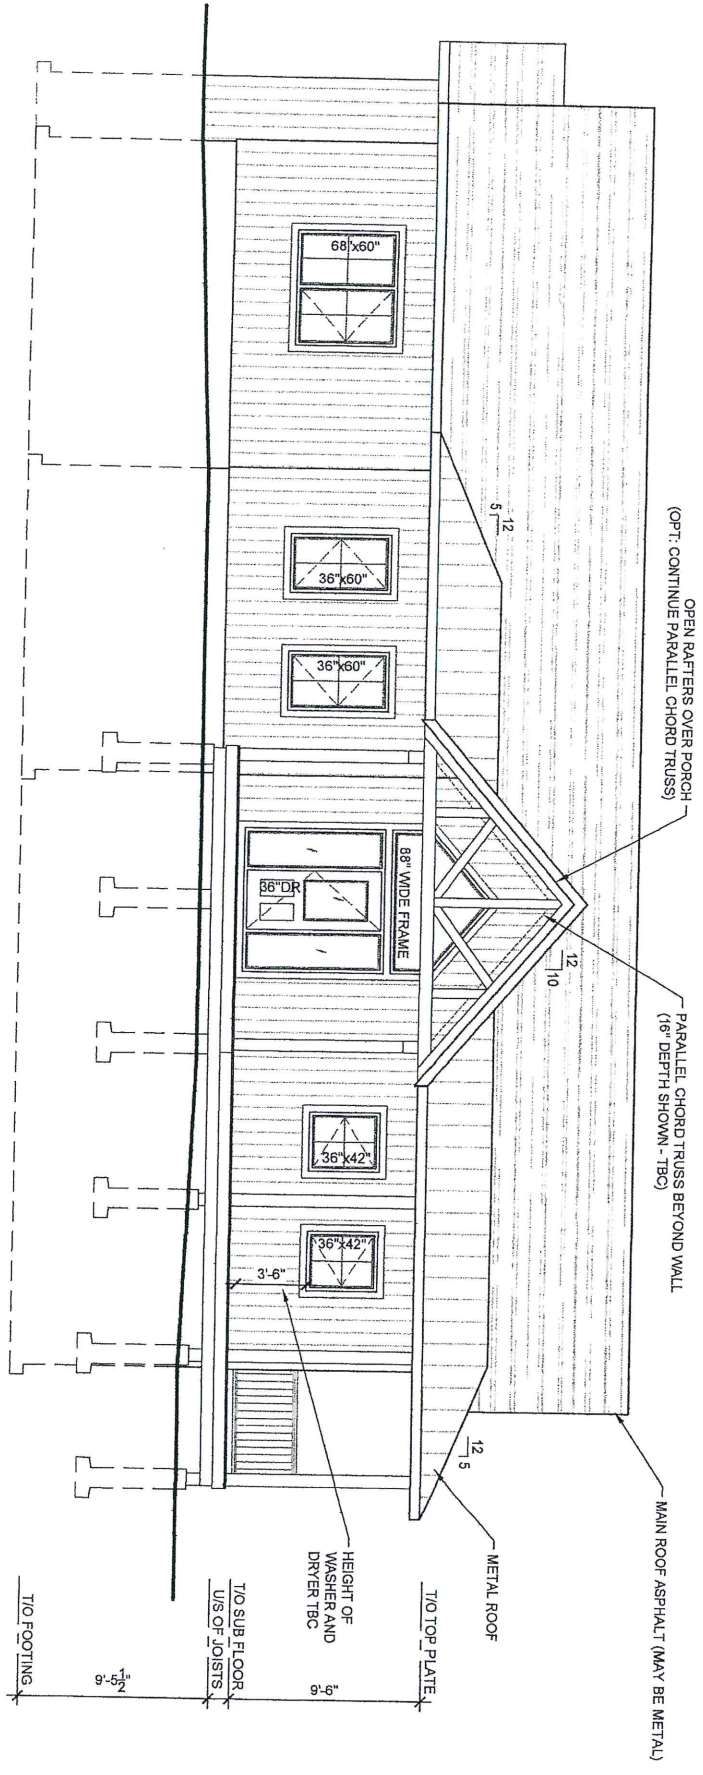 OPEN RAFTERS OVER PORCH
(OPT: CONTINUE PARALLEL CHORD TRUSS)
PARALLEL CHORD TRUSS BEYOND WALL
(16" DEPTH SHOWN - TBC)
MAIN ROOF ASPHALT (MAY BE METAL)
12
5
12
10
12
5
METAL ROOF
68"x60"
36"x60"
36"x60"
88" WIDE FRAME
36"DR
36"x42"
36"x42"
3'-6"
HEIGHT OF
WASHER AND
DRYER TBC
T/O TOP PLATE
9'-6"
T/O SUB FLOOR
U/S OF JOISTS
9'-5 1/2"
T/O FOOTING